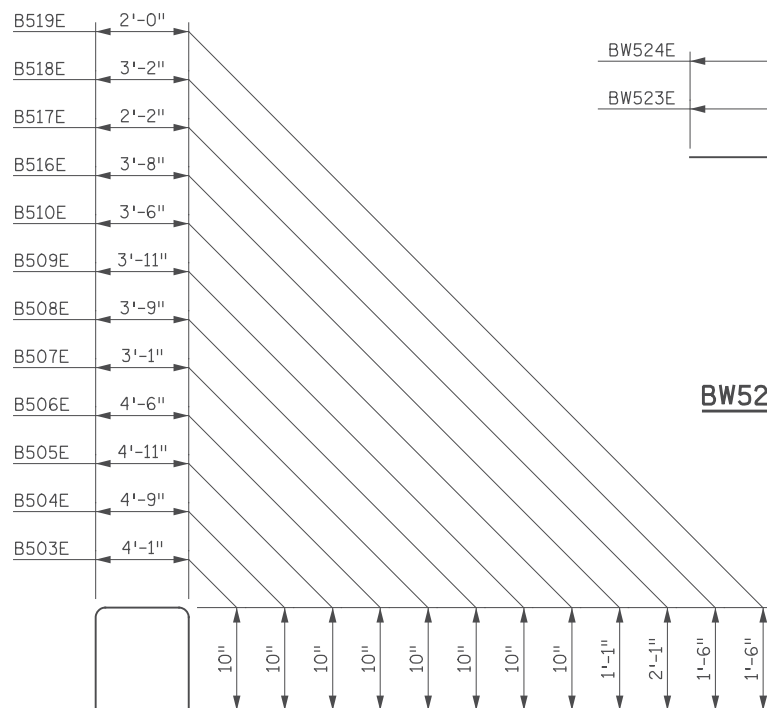 B519E 2'-0"
BW524E
B518E 3'-2"
BW523E
B517E 2'-2"
B516E 3'-8"
B510E 3'-6"
B509E 3'-11"
B508E 3'-9"
B507E 3'-1"
BW52
B506E 4'-6"
B505E 4'-11"
B504E 4'-9"
B503E 4'-1"
10" 10" 10" 10" 10" 10" 10" 10" 1'-1" 2'-1" 1'-6" 1'-6"